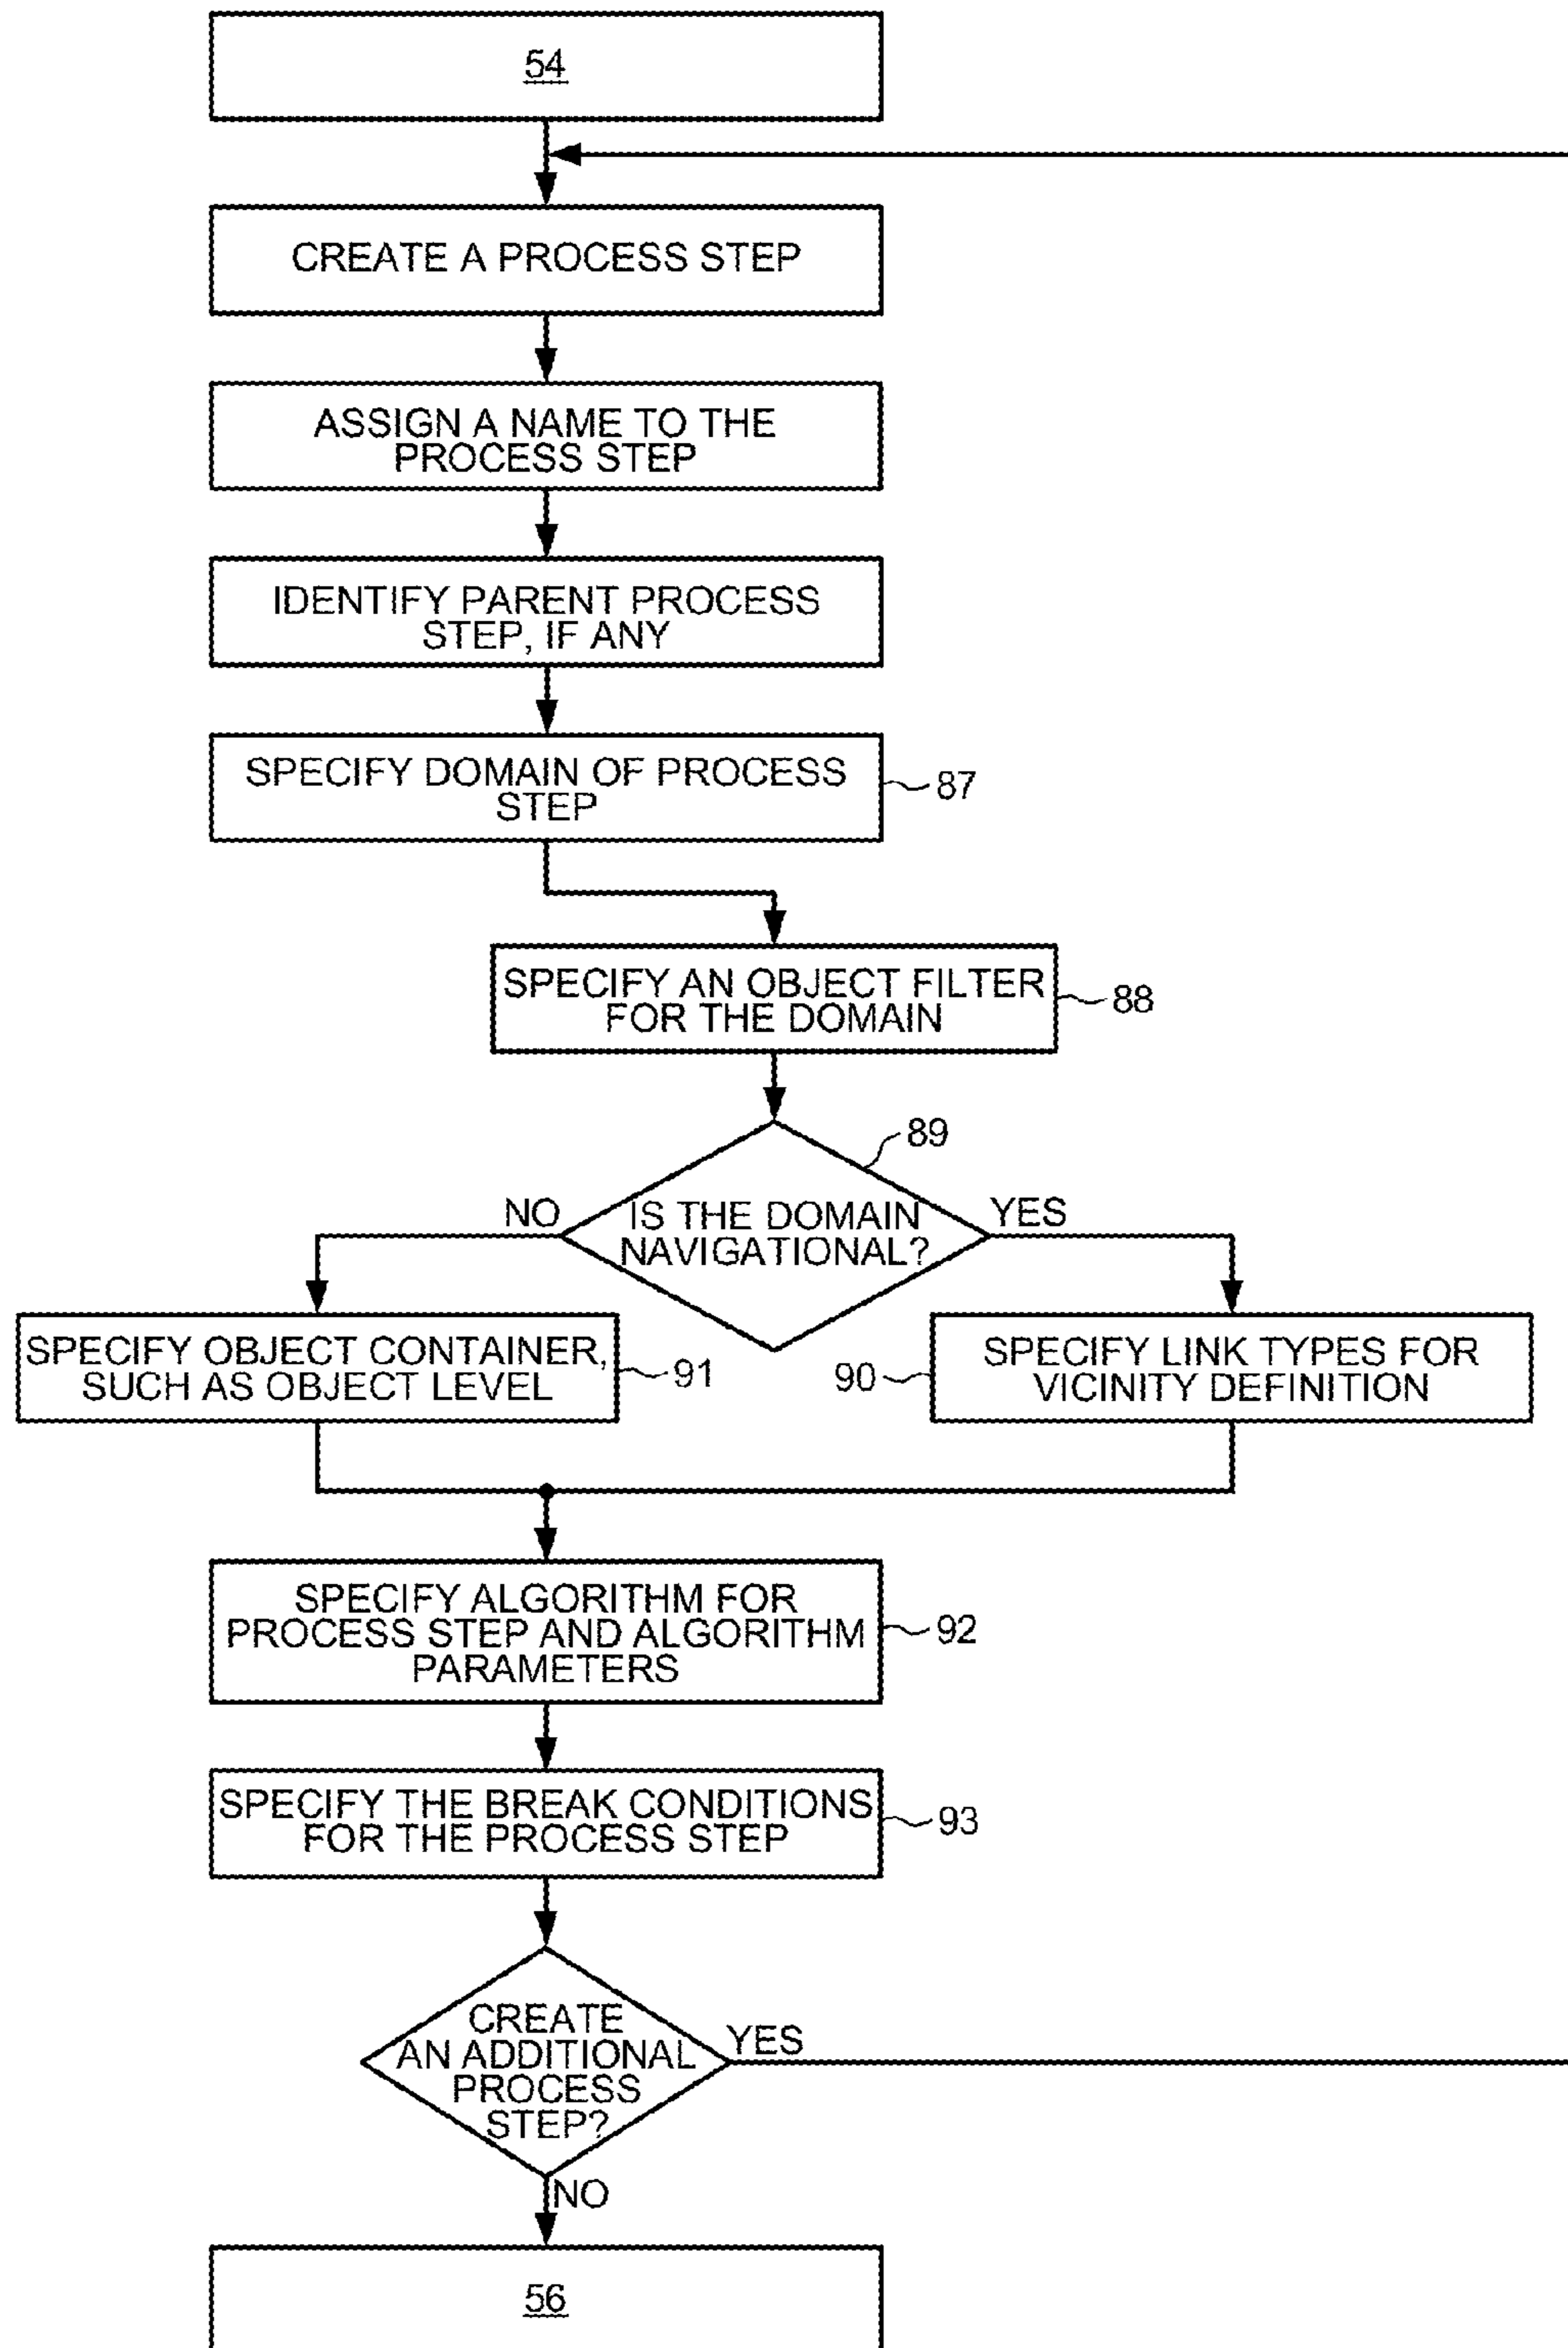 54
CREATE A PROCESS STEP
ASSIGN A NAME TO THE
PROCESS STEP
IDENTIFY PARENT PROCESS
STEP, IF ANY
SPECIFY DOMAIN OF PROCESS
STEP
87
SPECIFY AN OBJECT FILTER
FOR THE DOMAIN
88
89
NO
IS THE DOMAIN
NAVIGATIONAL?
YES
SPECIFY OBJECT CONTAINER,
SUCH AS OBJECT LEVEL
91
90
SPECIFY LINK TYPES FOR
VICINITY DEFINITION
SPECIFY ALGORITHM FOR
PROCESS STEP AND ALGORITHM
PARAMETERS
92
SPECIFY THE BREAK CONDITIONS
FOR THE PROCESS STEP
93
CREATE
AN ADDITIONAL
PROCESS
STEP?
YES
NO
56